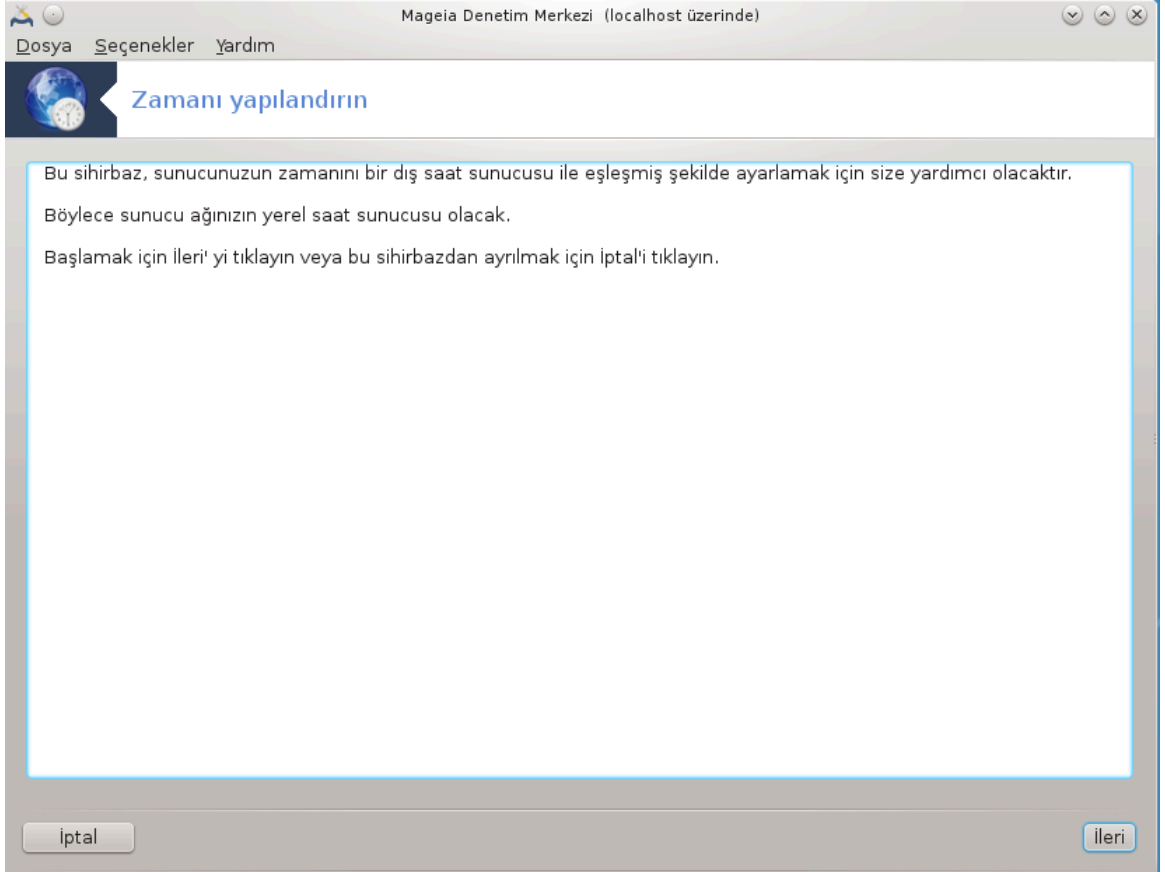 Mageia Denetim Merkezi (localhost üzerinde)
Dosya Seçenekler Yardım
Zamanı yapılandırın
Bu sihirbaz, sunucunuzun zamanını bir dış saat sunucusu ile eşleşmiş şekilde ayarlamak için size yardımcı olacaktır.
Böylece sunucu ağınızın yerel saat sunucusu olacak.
Başlamak için İleri' yi tıklayın veya bu sihirbazdan ayrılmak için İptal'i tıklayın.
İptal
İleri